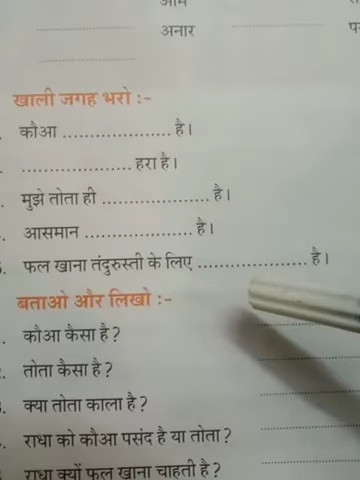 अनार
खाली जगह भरो :-
कौआ .................... है।
.................... हरा है।
मुझे तोता ही .................... है।
आसमान .................... है।
फल खाना तंदुरुस्ती के लिए .................... है।
बताओ और लिखो :-
कौआ कैसा है?
तोता कैसा है?
क्या तोता काला है?
राधा को कौआ पसंद है या तोता?
राधा क्यों फल खाना चाहती है?